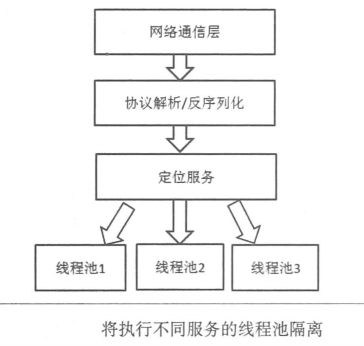 网络通信层
协议解析/反序列化
定位服务
线程池1 线程池2 线程池3
将执行不同服务的线程池隔离